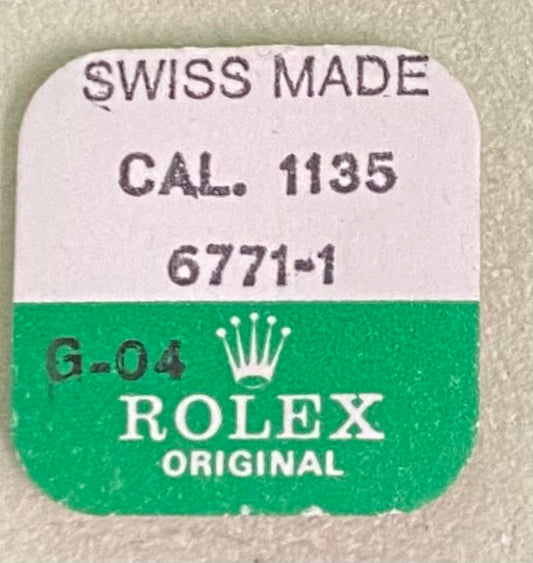 SWISS MADE
CAL. 1135
6771-1
G-04
ROLEX
ORIGINAL